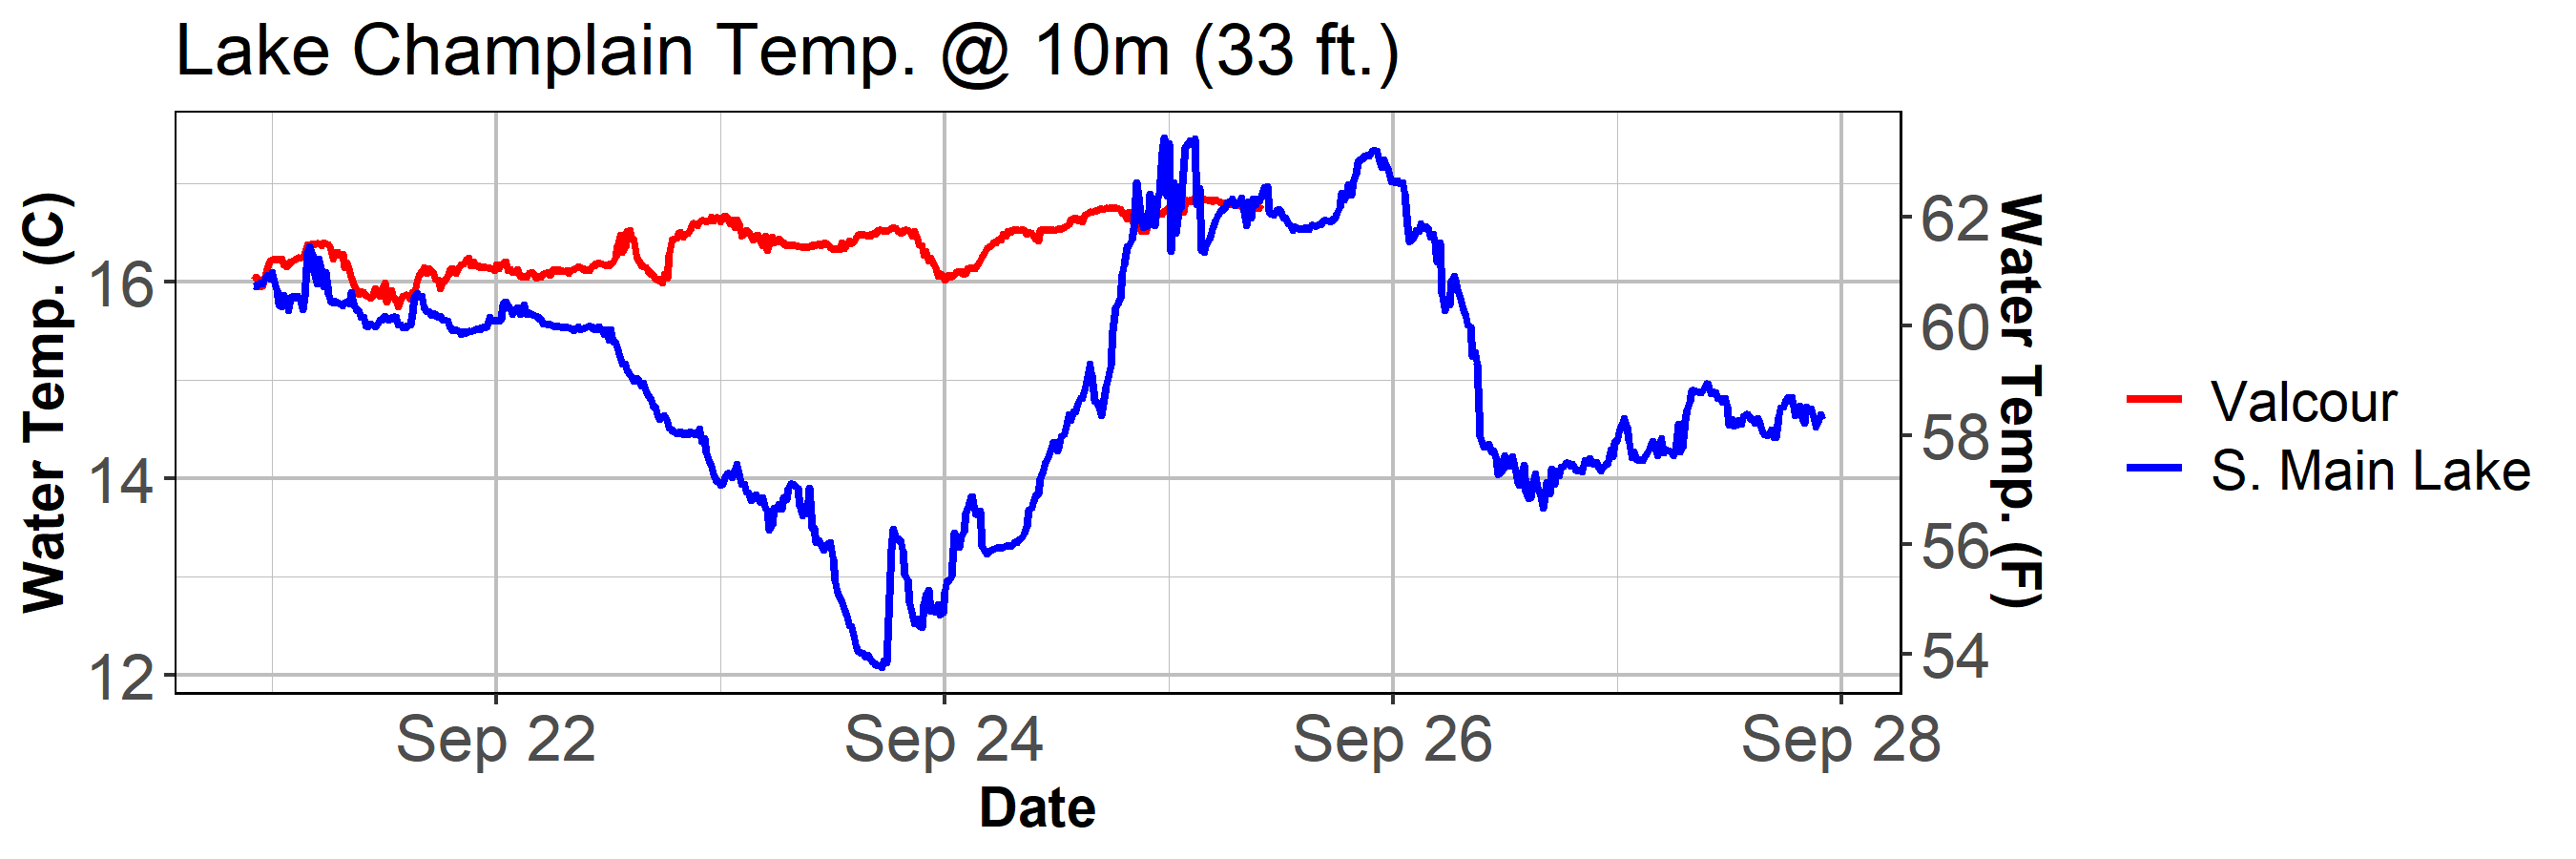 Lake Champlain Temp. @ 10m (33 ft.)
Water Temp. (C)
16
14
12
62
60
58
56
54
Water Temp. (F)
Sep 22
Sep 24
Sep 26
Sep 28
Date
Valcour
S. Main Lake